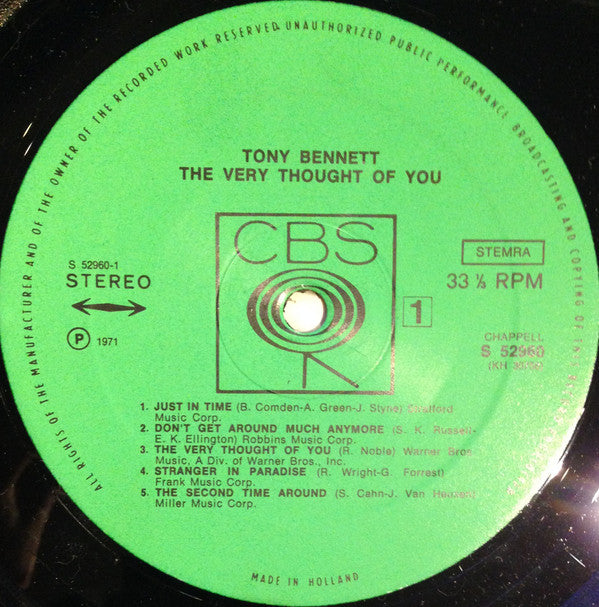 ALL RIGHTS OF THE MANUFACTURER AND OF THE OWNER OF THE RECORDED WORK RESERVED. UNAUTHORIZED PUBLIC PERFORMANCE, BROADCASTING AND COPYING OF
TONY BENNETT
THE VERY THOUGHT OF YOU
CBS
S 52960-1
STEREO
P 1971
STEMRA
33 ⅓ RPM
1
CHAPPELL
S 52960
1. JUST IN TIME (B. Comden-A. Green-J. Styne) Stratford
Music Corp.
2. DON'T GET AROUND MUCH ANYMORE (S. K. Russell-
E. K. Ellington) Robbins Music Corp.
3. THE VERY THOUGHT OF YOU (R. Noble) Warner Bros.
Music, A Div. of Warner Bros., Inc.
4. STRANGER IN PARADISE (R. Wright-G. Forrest)
Frank Music Corp.
5. THE SECOND TIME AROUND (S. Cahn-J. Van Heusen)
Miller Music Corp.
MADE IN HOLLAND